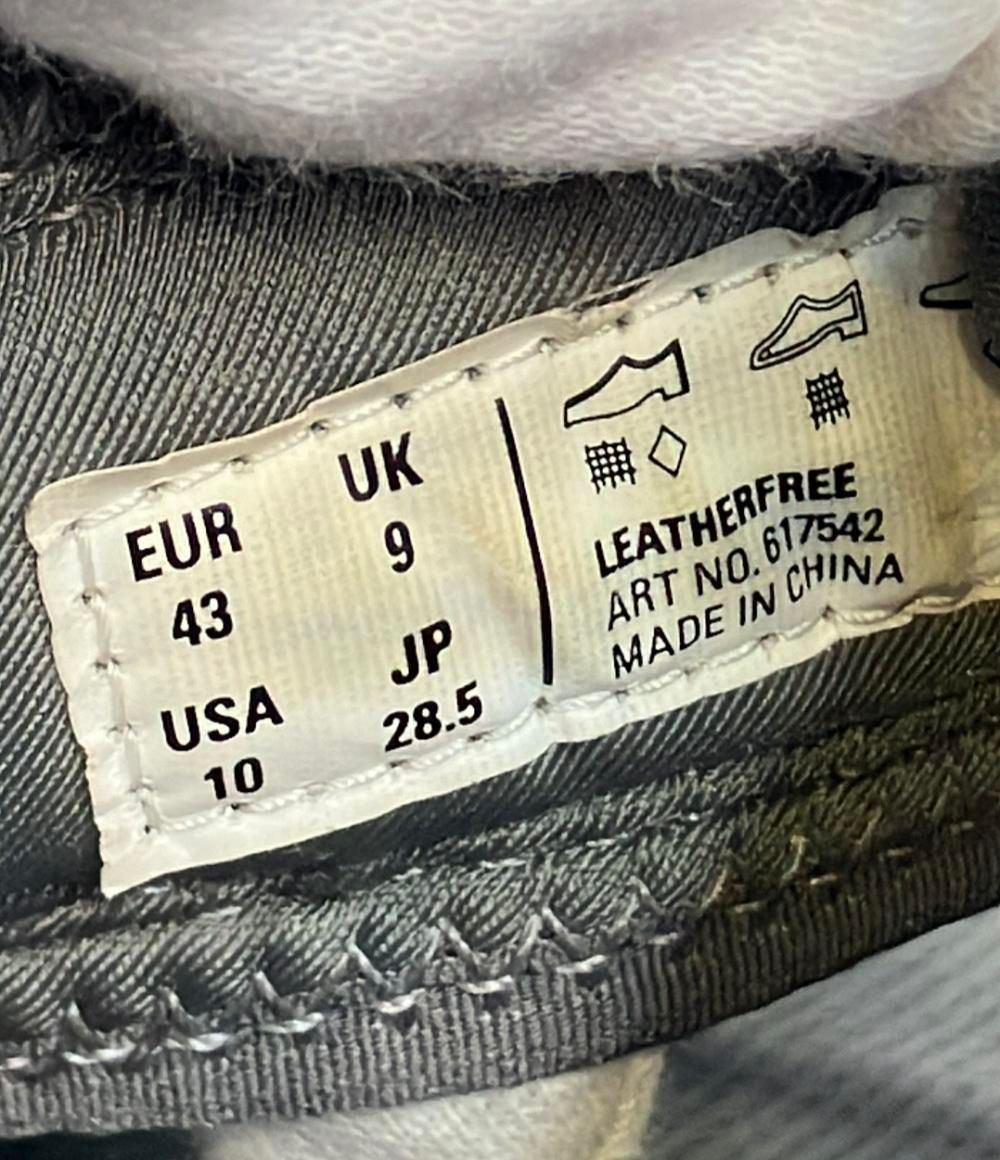 EUR UK
43 9
USA JP
10 28.5
LEATHERFREE
ART NO. 617542
MADE IN CHINA